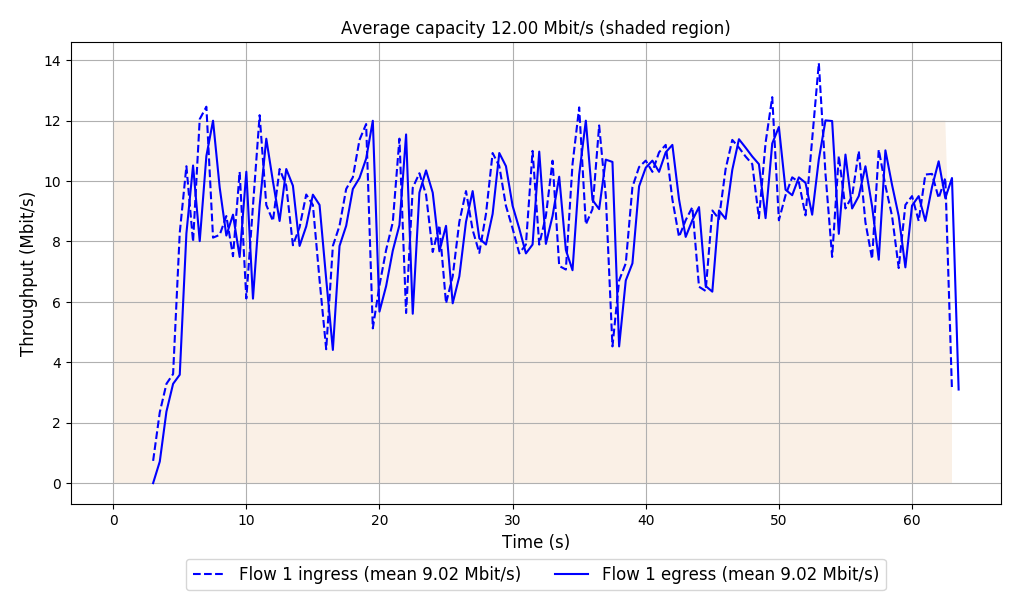 Average capacity 12.00 Mbit/s (shaded region)
14
12
10
8
6
4
2
0
Throughput (Mbit/s)
0 10 20 30 40 50 60
Time (s)
Flow 1 ingress (mean 9.02 Mbit/s) Flow 1 egress (mean 9.02 Mbit/s)